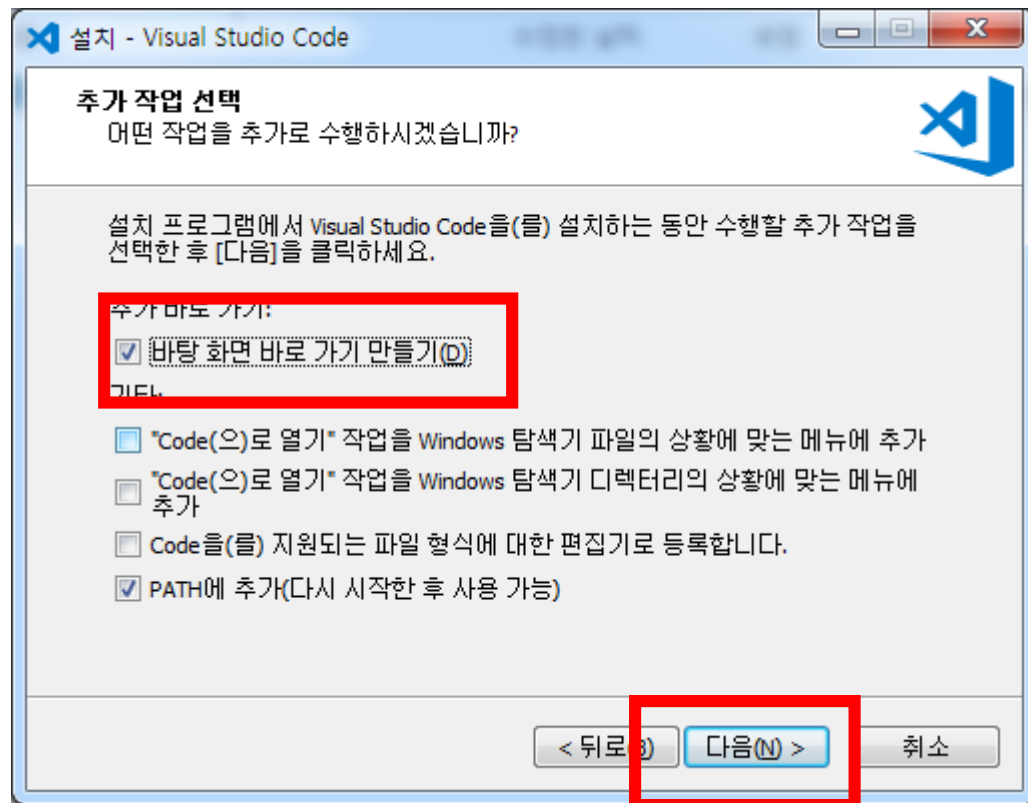 설치 - Visual Studio Code
추가 작업 선택
어떤 작업을 추가로 수행하시겠습니까?
설치 프로그램에서 Visual Studio Code을(를) 설치하는 동안 수행할 추가 작업을
선택한 후 [다음]을 클릭하세요.
추가 바로 가기:
바탕 화면 바로 가기 만들기(D)
기타:
"Code(으)로 열기" 작업을 Windows 탐색기 파일의 상황에 맞는 메뉴에 추가
"Code(으)로 열기" 작업을 Windows 탐색기 디렉터리의 상황에 맞는 메뉴에
추가
Code을(를) 지원되는 파일 형식에 대한 편집기로 등록합니다.
PATH에 추가(다시 시작한 후 사용 가능)
< 뒤로(B) 다음(N) > 취소